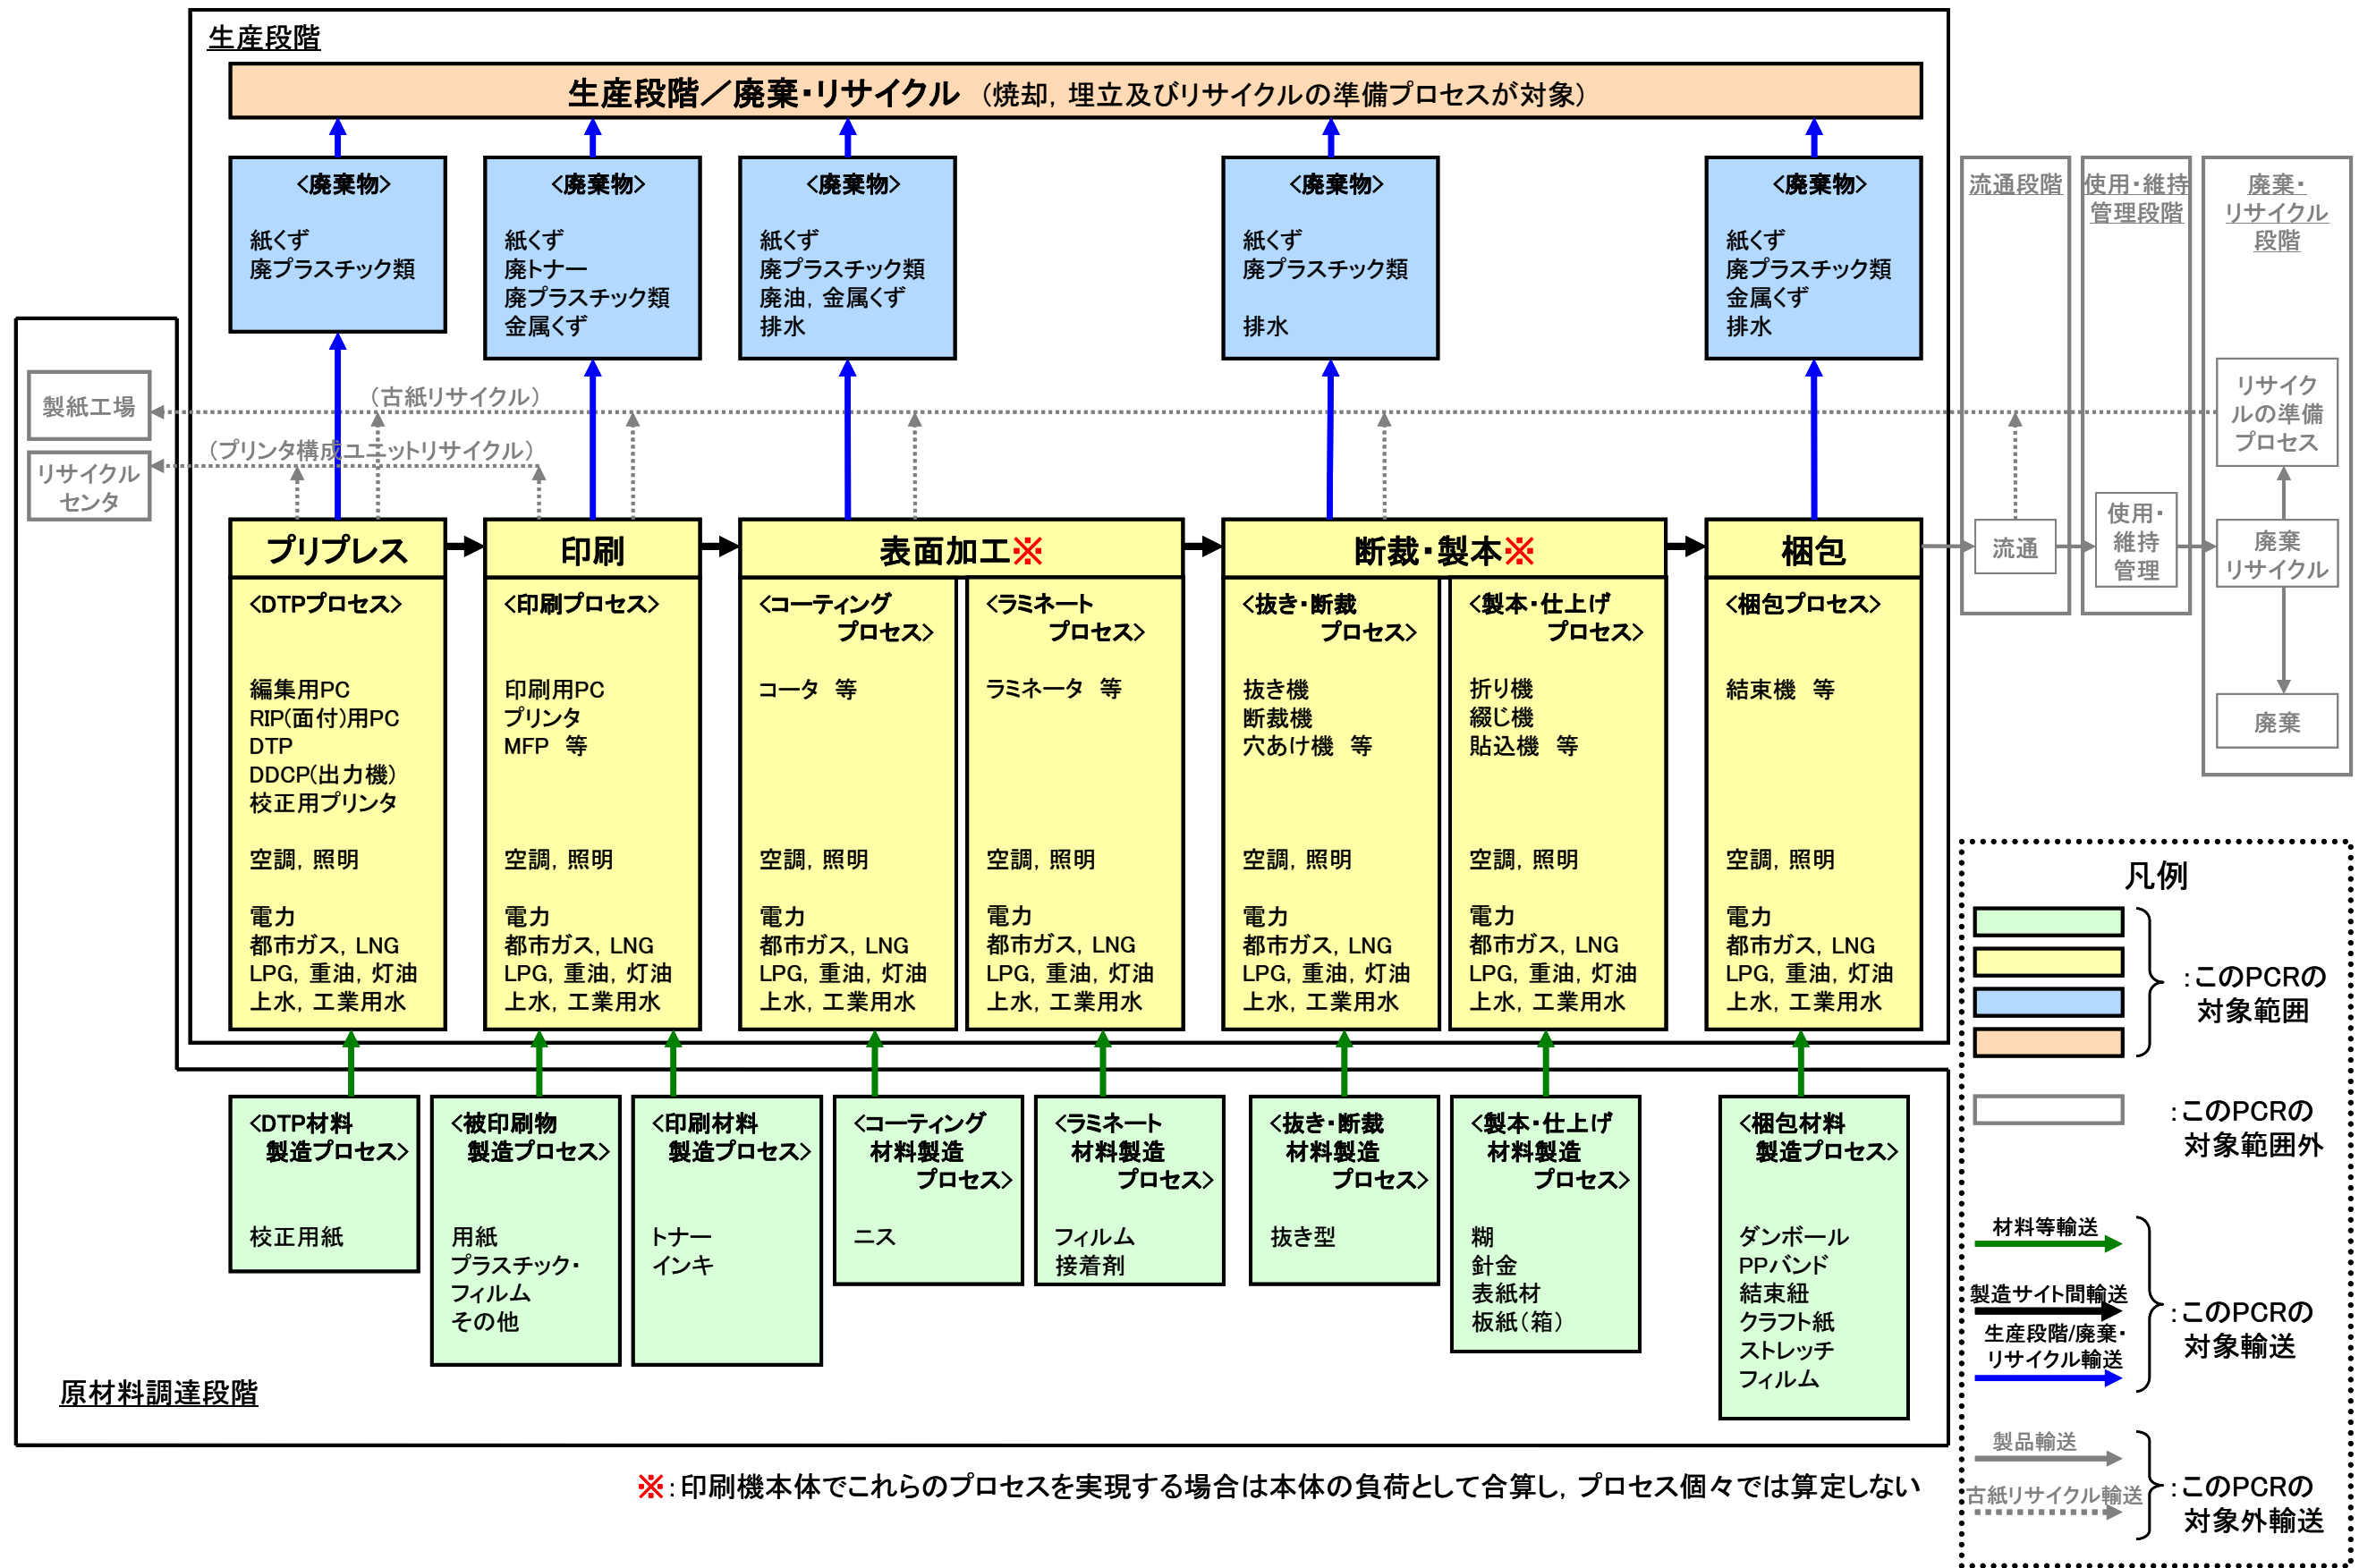 生産段階
生産段階／廃棄・リサイクル （焼却，埋立及びリサイクルの準備プロセスが対象）
<廃棄物>
紙くず
廃プラスチック類
<廃棄物>
紙くず
廃トナー
廃プラスチック類
金属くず
<廃棄物>
紙くず
廃プラスチック類
廃油，金属くず
排水
<廃棄物>
紙くず
廃プラスチック類
排水
<廃棄物>
紙くず
廃プラスチック類
金属くず
排水
流通段階
使用・維持
管理段階
廃棄・
リサイクル
段階
製紙工場
（古紙リサイクル）
リサイクル
センタ
（プリンタ構成ユニットリサイクル）
リサイク
ルの準備
プロセス
流通
使用・
維持
管理
廃棄
リサイクル
廃棄
プリプレス
<DTPプロセス>
編集用PC
RIP(面付)用PC
DTP
DDCP(出力機)
校正用プリンタ
空調，照明
電力
都市ガス，LNG
LPG，重油，灯油
上水，工業用水
印刷
<印刷プロセス>
印刷用PC
プリンタ
MFP 等
空調，照明
電力
都市ガス，LNG
LPG，重油，灯油
上水，工業用水
表面加工※
<コーティング
プロセス>
コータ 等
空調，照明
電力
都市ガス，LNG
LPG，重油，灯油
上水，工業用水
<ラミネート
プロセス>
ラミネータ 等
空調，照明
電力
都市ガス，LNG
LPG，重油，灯油
上水，工業用水
断裁・製本※
<抜き・断裁
プロセス>
抜き機
断裁機
穴あけ機 等
空調，照明
電力
都市ガス，LNG
LPG，重油，灯油
上水，工業用水
<製本・仕上げ
プロセス>
折り機
綴じ機
貼込機 等
空調，照明
電力
都市ガス，LNG
LPG，重油，灯油
上水，工業用水
梱包
<梱包プロセス>
結束機 等
空調，照明
電力
都市ガス，LNG
LPG，重油，灯油
上水，工業用水
<DTP材料
製造プロセス>
校正用紙
<被印刷物
製造プロセス>
用紙
プラスチック・
フィルム
その他
<印刷材料
製造プロセス>
トナー
インキ
<コーティング
材料製造
プロセス>
ニス
<ラミネート
材料製造
プロセス>
フィルム
接着剤
<抜き・断裁
材料製造
プロセス>
抜き型
<製本・仕上げ
材料製造
プロセス>
糊
針金
表紙材
板紙（箱）
<梱包材料
製造プロセス>
ダンボール
PPバンド
結束紐
クラフト紙
ストレッチ
フィルム
原材料調達段階
※：印刷機本体でこれらのプロセスを実現する場合は本体の負荷として合算し，プロセス個々では算定しない
凡例
：このPCRの
対象範囲
：このPCRの
対象範囲外
材料等輸送
製造サイト間輸送
生産段階/廃棄・
リサイクル輸送
：このPCRの
対象輸送
製品輸送
古紙リサイクル輸送
：このPCRの
対象外輸送